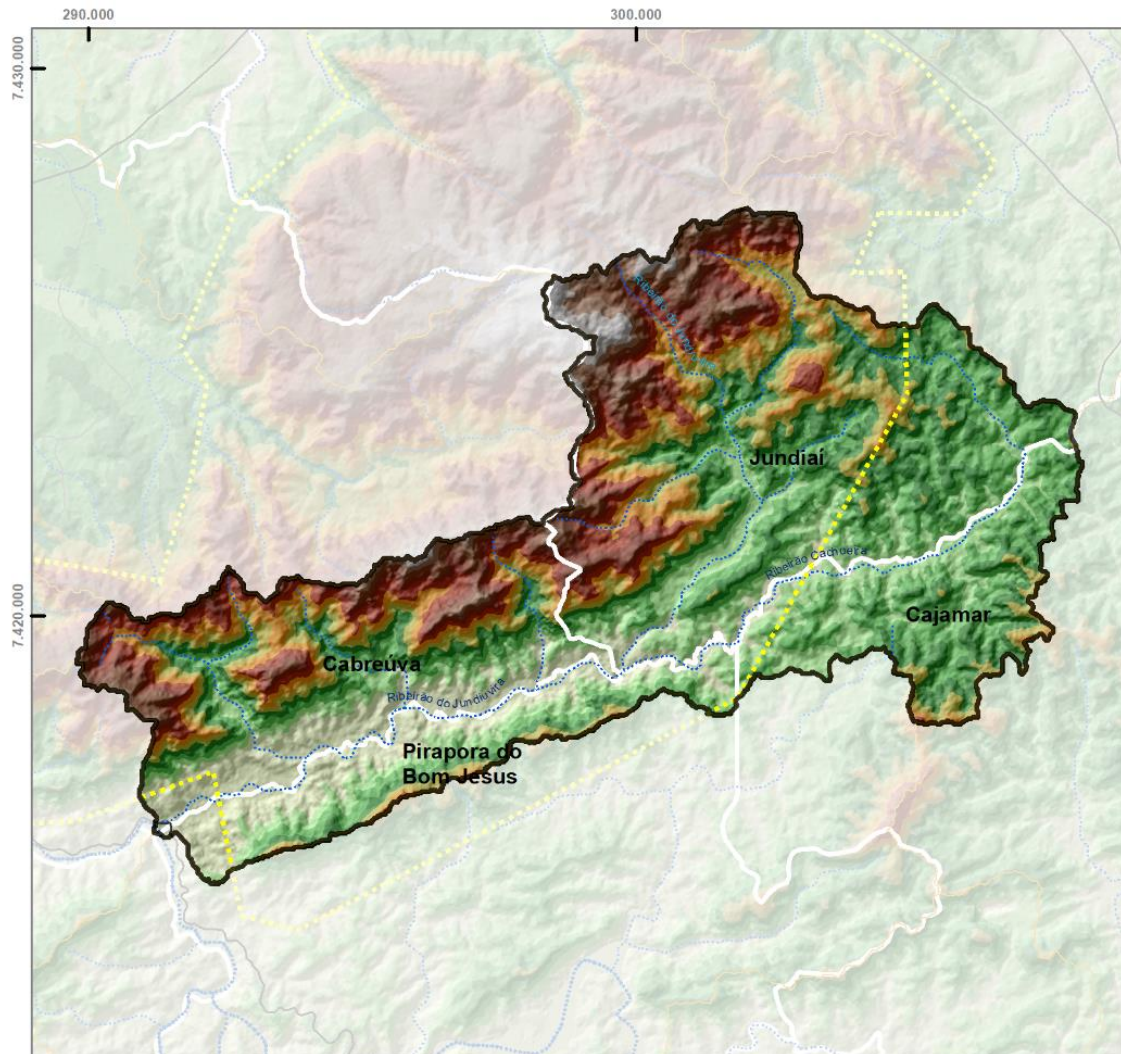 290.000
300.000
7.430.000
Ribeirão
Jundiaí
Ribeirão Cachoeira
7.420.000
Cajamar
Cabreúva
Ribeirão do Jundiuvira
Pirapora do
Bom Jesus